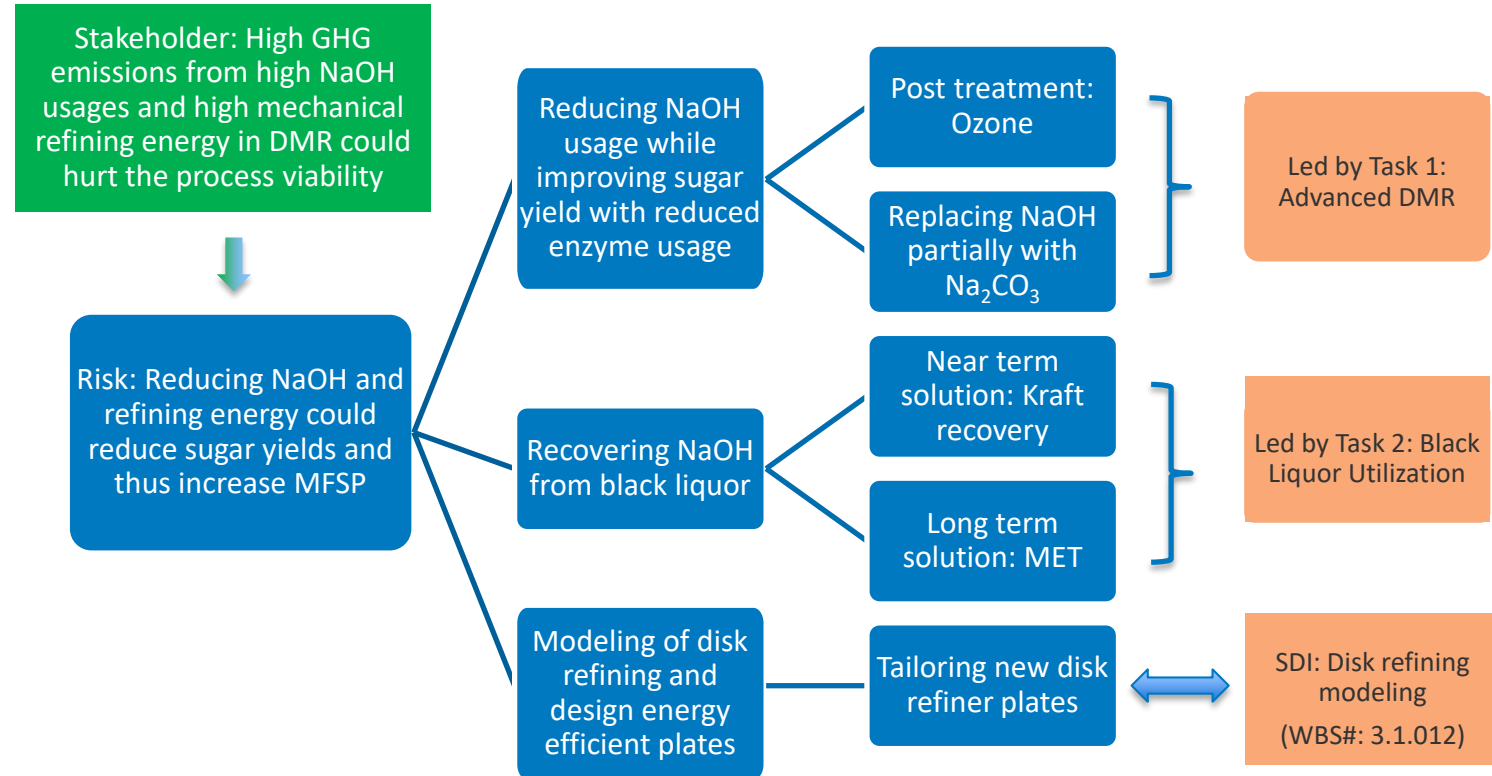 Stakeholder: High GHG
emissions from high NaOH
usages and high mechanical
refining energy in DMR could
hurt the process viability
Risk: Reducing NaOH and
refining energy could
reduce sugar yields and
thus increase MFSP
Reducing NaOH
usage while
improving sugar
yield with reduced
enzyme usage
Post treatment:
Ozone
Replacing NaOH
partially with
Na₂CO₃
Led by Task 1:
Advanced DMR
Recovering NaOH
from black liquor
Near term
solution: Kraft
recovery
Long term
solution: MET
Led by Task 2: Black
Liquor Utilization
Modeling of disk
refining and
design energy
efficient plates
Tailoring new disk
refiner plates
SDI: Disk refining
modeling
(WBS#: 3.1.012)